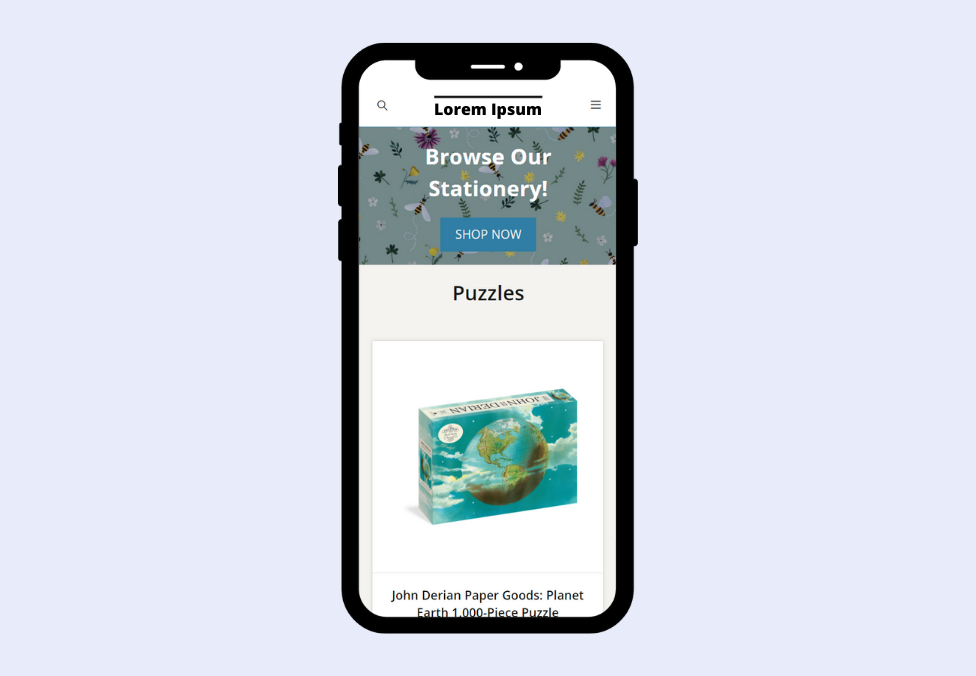 Lorem Ipsum
Browse Our
Stationery!
SHOP NOW
Puzzles
JOHN DERIAN
John Derian Paper Goods: Planet
Earth 1,000-Piece Puzzle